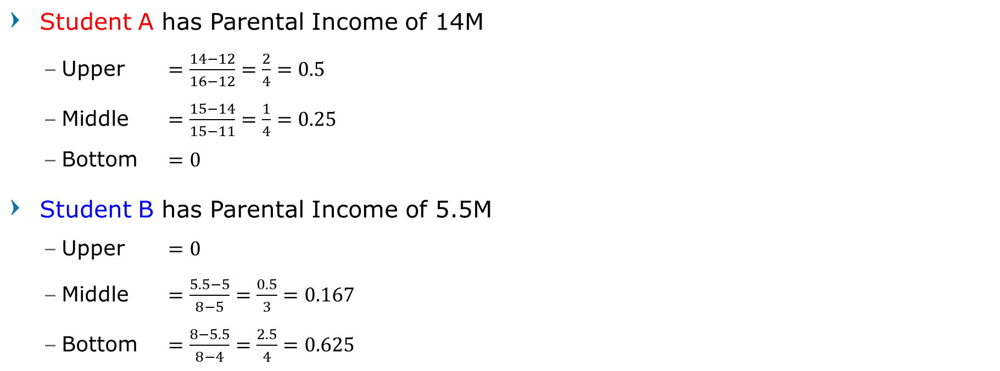 Student A has Parental Income of 14M
– Upper = \frac{14−12}{16−12} = \frac{2}{4} = 0.5
– Middle = \frac{15−14}{15−11} = \frac{1}{4} = 0.25
– Bottom = 0
Student B has Parental Income of 5.5M
– Upper = 0
– Middle = \frac{5.5−5}{8−5} = \frac{0.5}{3} = 0.167
– Bottom = \frac{8−5.5}{8−4} = \frac{2.5}{4} = 0.625